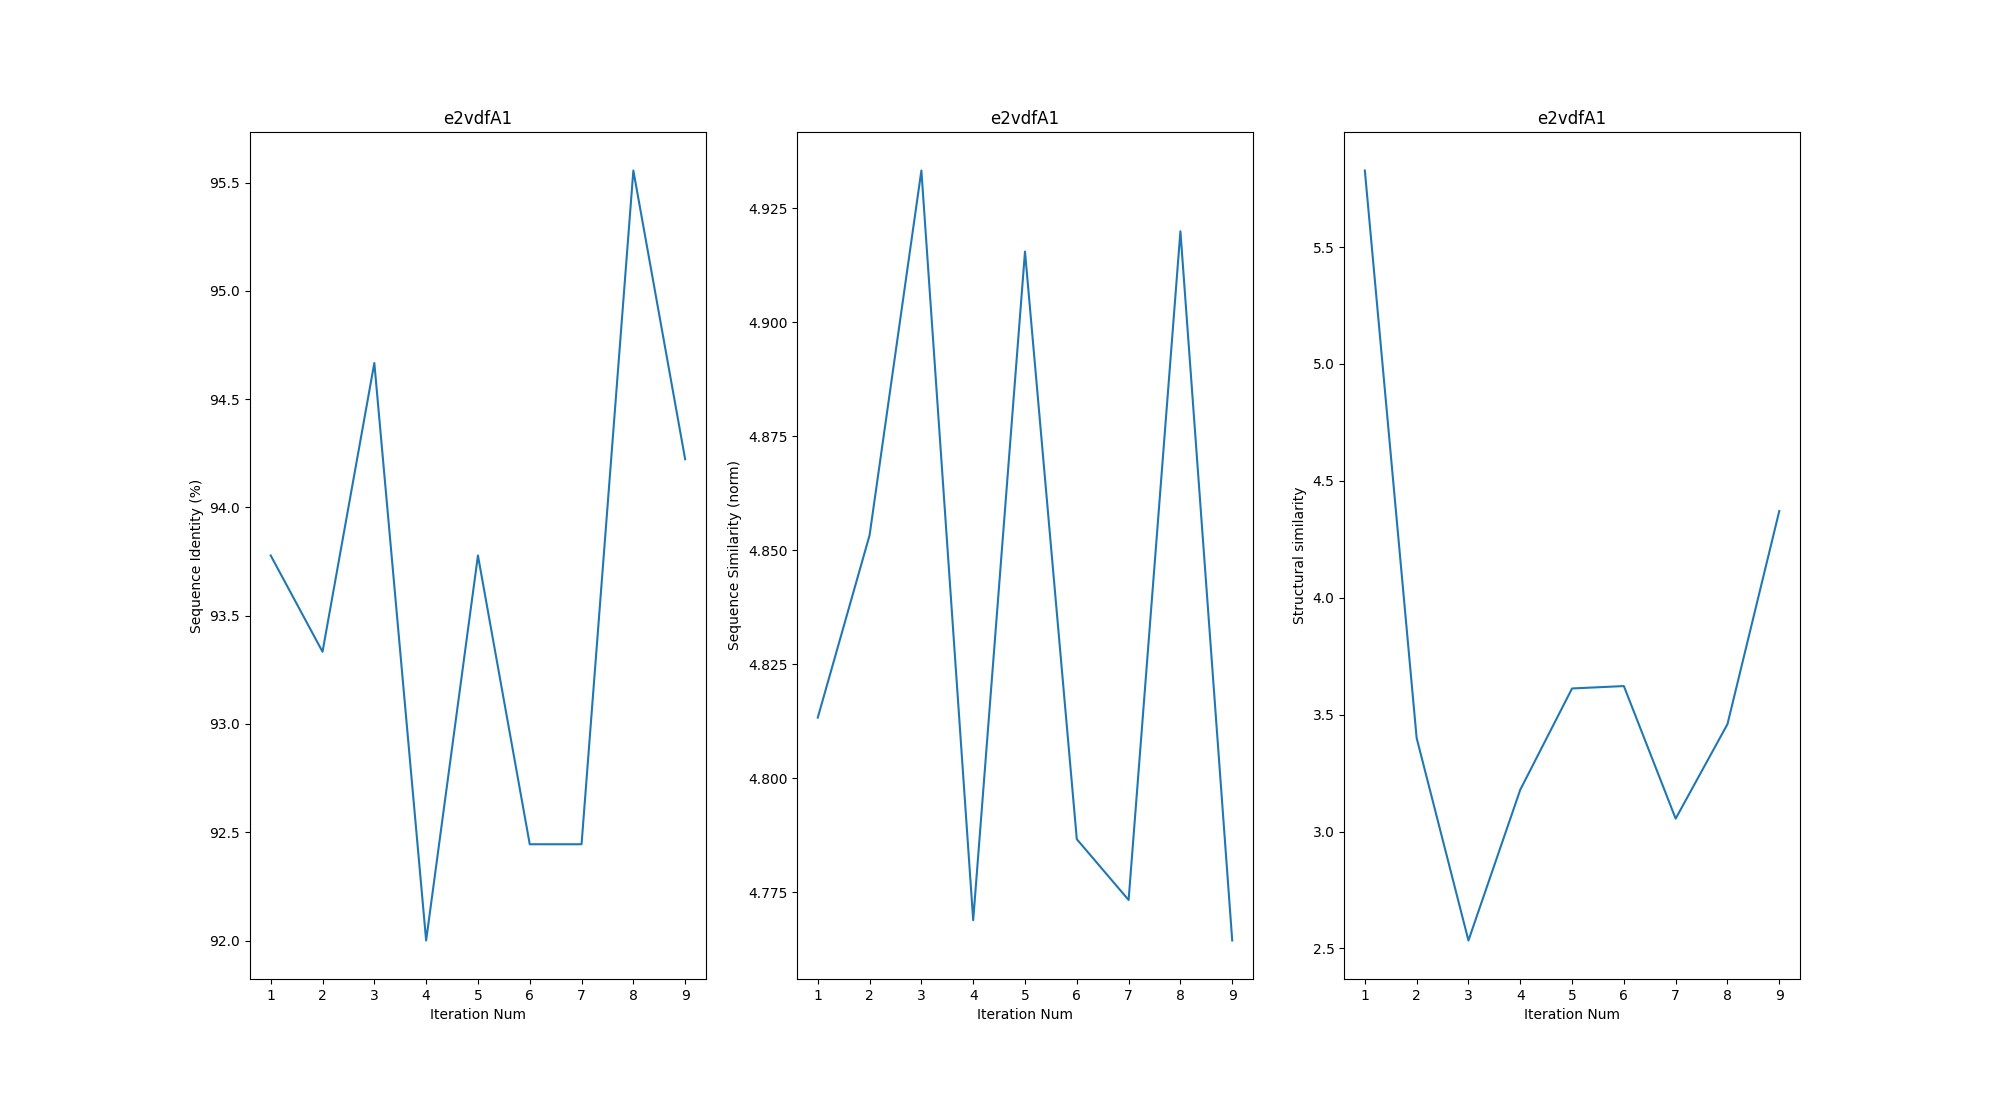 e2vdfA1
Sequence Identity (%)
95.5
95.0
94.5
94.0
93.5
93.0
92.5
92.0
1 2 3 4 5 6 7 8 9
Iteration Num
e2vdfA1
Sequence Similarity (norm)
4.925
4.900
4.875
4.850
4.825
4.800
4.775
1 2 3 4 5 6 7 8 9
Iteration Num
e2vdfA1
Structural similarity
5.5
5.0
4.5
4.0
3.5
3.0
2.5
1 2 3 4 5 6 7 8 9
Iteration Num